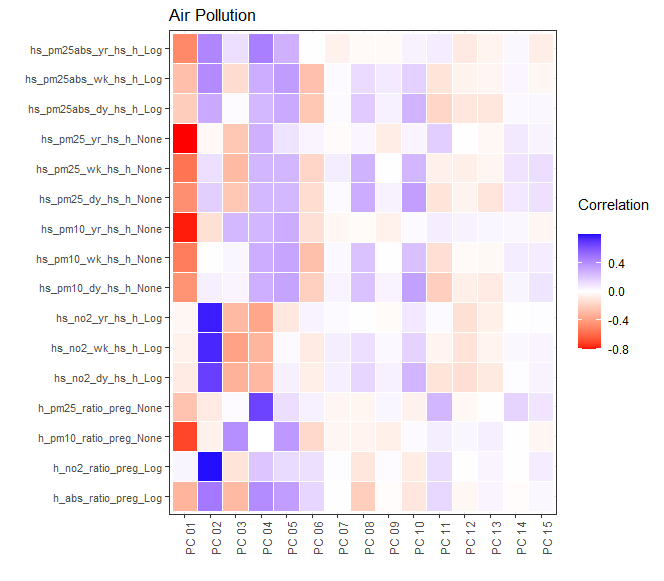 Air Pollution
hs_pm25abs_yr_hs_h_Log
hs_pm25abs_wk_hs_h_Log
hs_pm25abs_dy_hs_h_Log
hs_pm25_yr_hs_h_None
hs_pm25_wk_hs_h_None
hs_pm25_dy_hs_h_None
hs_pm10_yr_hs_h_None
hs_pm10_wk_hs_h_None
hs_pm10_dy_hs_h_None
hs_no2_yr_hs_h_Log
hs_no2_wk_hs_h_Log
hs_no2_dy_hs_h_Log
h_pm25_ratio_preg_None
h_pm10_ratio_preg_None
h_no2_ratio_preg_Log
h_abs_ratio_preg_Log
PC 01
PC 02
PC 03
PC 04
PC 05
PC 06
PC 07
PC 08
PC 09
PC 10
PC 11
PC 12
PC 13
PC 14
PC 15
Correlation
0.4
0.0
-0.4
-0.8